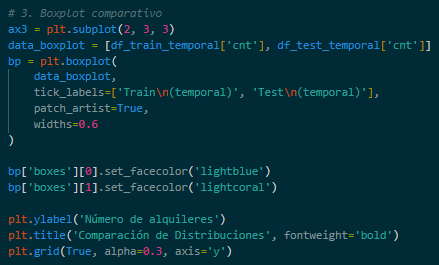 # 3. Boxplot comparativo
ax3 = plt.subplot(2, 3, 3)
data_boxplot = [df_train_temporal['cnt'], df_test_temporal['cnt']]
bp = plt.boxplot(
    data_boxplot,
    tick_labels=['Train\n(temporal)', 'Test\n(temporal)'],
    patch_artist=True,
    widths=0.6
)

bp['boxes'][0].set_facecolor('lightblue')
bp['boxes'][1].set_facecolor('lightcoral')

plt.ylabel('Número de alquileres')
plt.title('Comparación de Distribuciones', fontweight='bold')
plt.grid(True, alpha=0.3, axis='y')